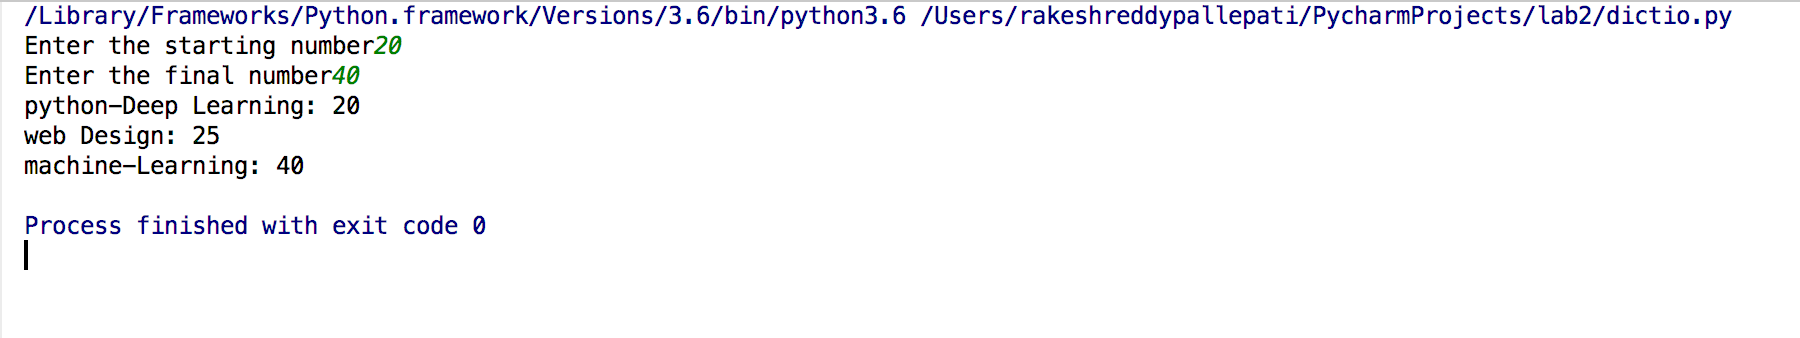 /Library/Frameworks/Python.framework/Versions/3.6/bin/python3.6 /Users/rakeshreddypallepati/PycharmProjects/lab2/dictio.py
Enter the starting number20
Enter the final number40
python-Deep Learning: 20
web Design: 25
machine-Learning: 40
Process finished with exit code 0